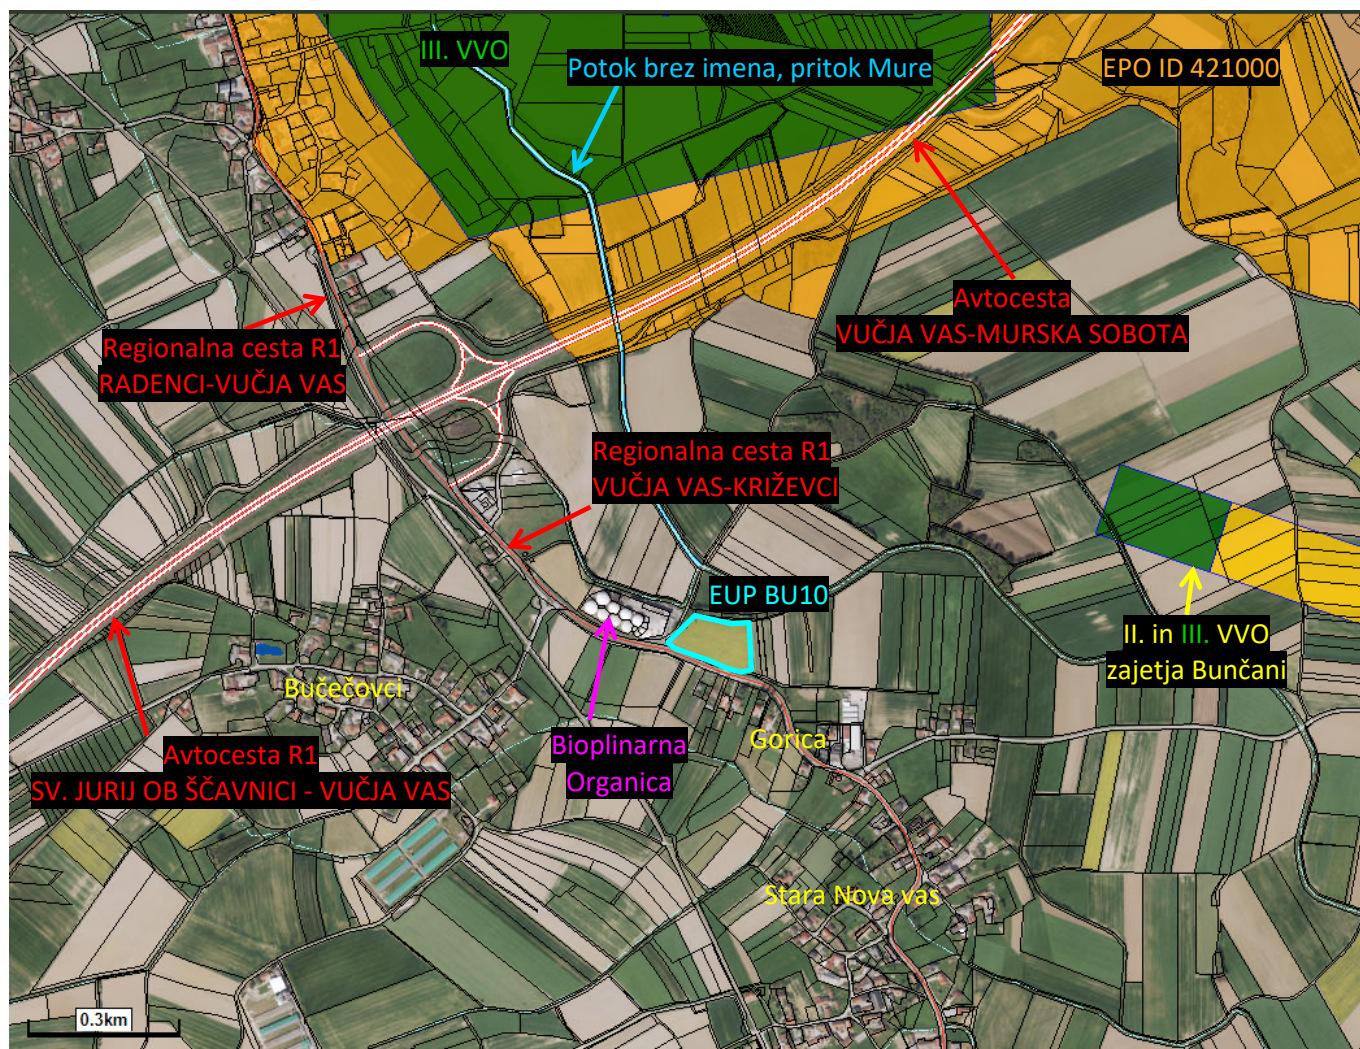 III. VVO
Potok brez imena, pritok Mure
EPO ID 421000
Avtocesta
VUČJA VAS-MURSKA SOBOTA
Regionalna cesta R1
RADENCI-VUČJA VAS
Regionalna cesta R1
VUČJA VAS-KRIŽEVCI
EUP BU10
II. in III. VVO
zajetja Bunčani
Bučečovci
Gorica
Bioplinarna
Organica
Avtocesta R1
SV. JURIJ OB ŠČAVNICI - VUČJA VAS
Stara Nova vas
0.3km